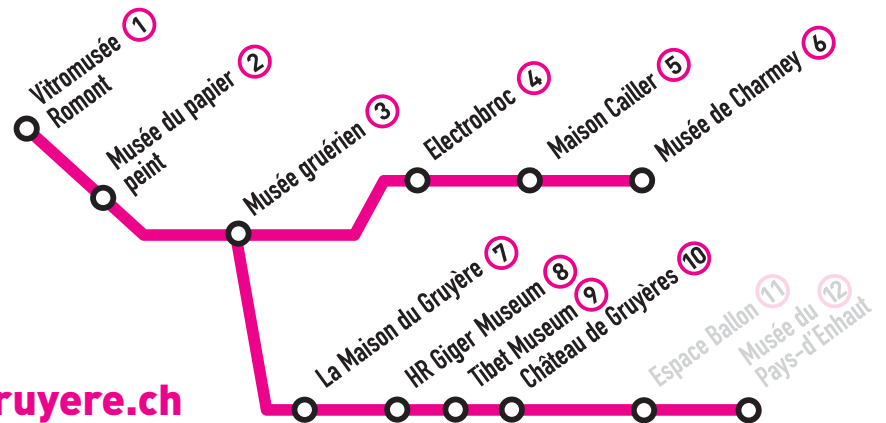 Vitromusée 1
Romont
Musée du papier 2
peint
Musée gruérien 3
Electrobroc 4
Maison Cailler 5
Musée de Charmey 6
La Maison du Gruyère 7
HR Giger Museum 8
Tibet Museum 9
Château de Gruyères 10
Espace Ballon 11
Musée du 12
Pays-d'Enhaut
ruyere.ch